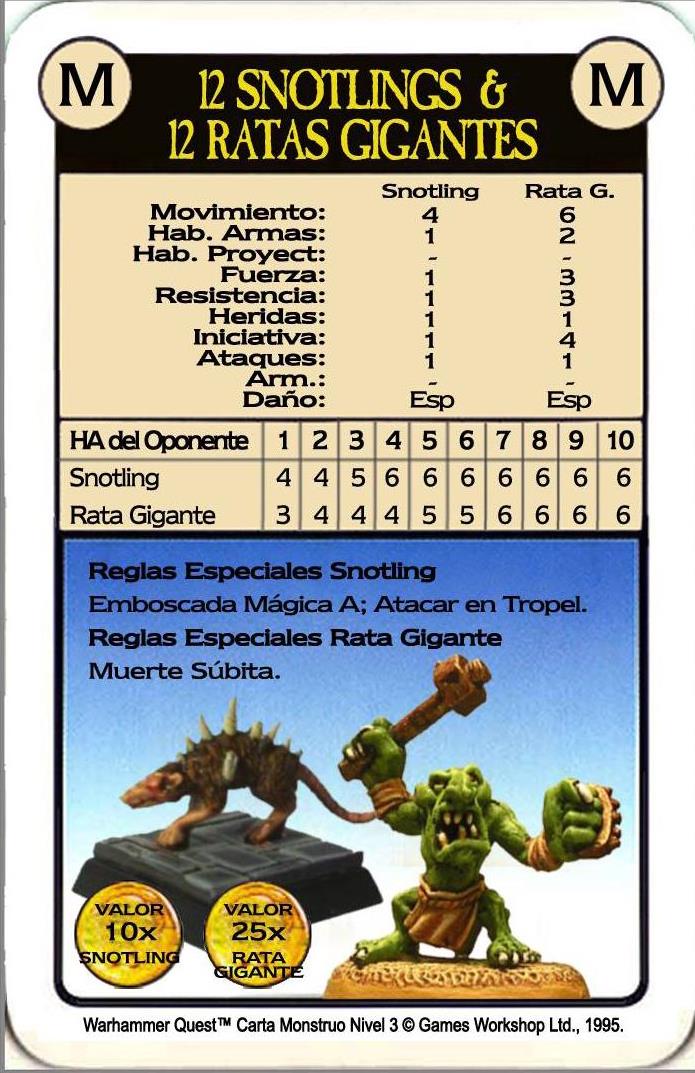 M
12 SNOTLINGS &
12 RATAS GIGANTES
M
Snotling Rata G.
Movimiento: 4 6
Hab. Armas: 1 2
Hab. Proyect: - -
Fuerza: 1 3
Resistencia: 1 3
Heridas: 1 1
Iniciativa: 1 4
Ataques: 1 1
Arm.: - -
Daño: Esp Esp
HA del Oponente 1 2 3 4 5 6 7 8 9 10
Snotling 4 4 5 6 6 6 6 6 6 6
Rata Gigante 3 4 4 4 5 5 6 6 6 6
Reglas Especiales Snotling
Emboscada Mágica A; Atacar en Tropel.
Reglas Especiales Rata Gigante
Muerte Súbita.
VALOR
10x
SNOTLING
VALOR
25x
RATA
GIGANTE
Warhammer Quest™ Carta Monstruo Nivel 3 © Games Workshop Ltd., 1995.